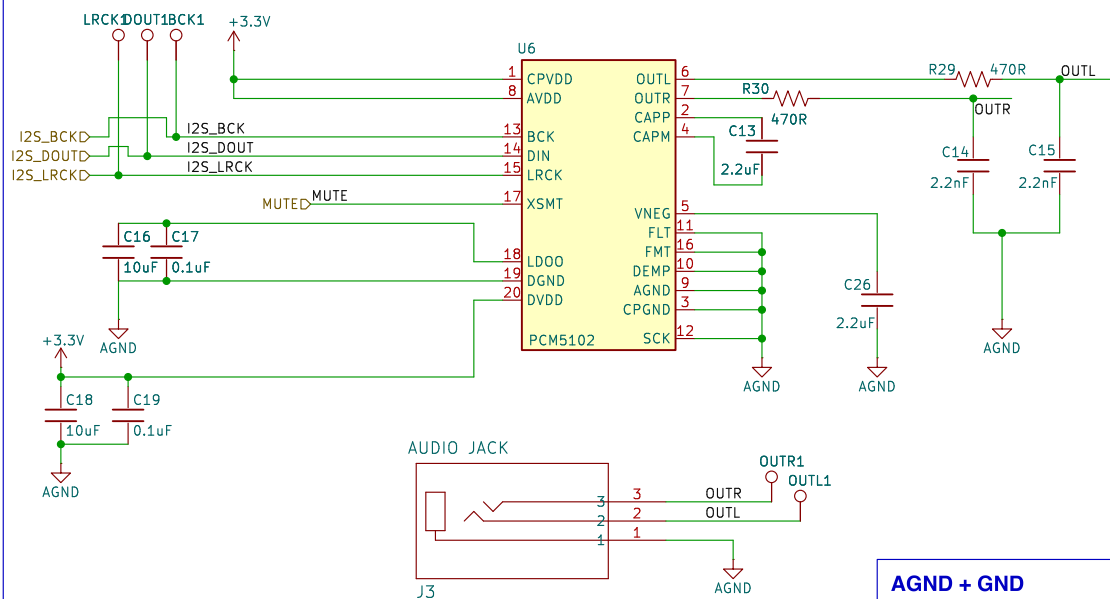 LRCK1 DOUT1 BCK1
+3.3V
U6
1 CPVDD OUTL 6
R29 470R
OUTL
8 AVDD OUTR 7
R30
470R
OUTR
CAPP 2
I2S_BCK
I2S_BCK
13 BCK CAPM 4
C13
2.2uF
I2S_DOUT
I2S_DOUT
14 DIN
I2S_LRCK
I2S_LRCK
15 LRCK
C14
2.2nF
C15
2.2nF
MUTE
MUTE
17 XSMT
VNEG 5
FLT 11
C16
10uF
C17
0.1uF
FMT 16
18 LDOO
DEMP 10
19 DGND
AGND 9
20 DVDD
CPGND 3
C26
2.2uF
PCM5102
SCK 12
AGND
AGND
AGND
AGND
+3.3V
C18
10uF
C19
0.1uF
AGND
AUDIO JACK
OUTR1
OUTL1
3 3 OUTR
2 2 OUTL
1 1
AGND
J3
AGND + GND